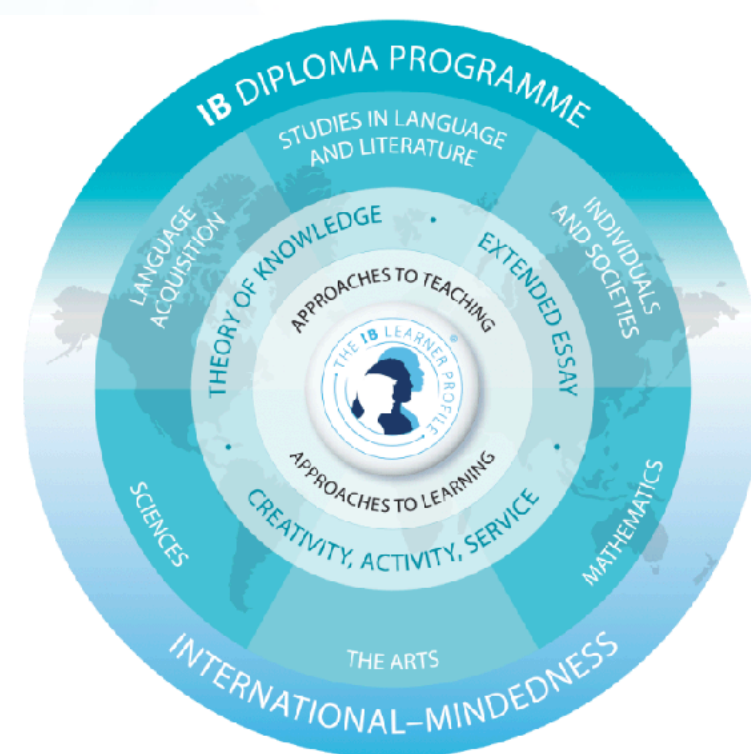 IB DIPLOMA PROGRAMME
STUDIES IN LANGUAGE
AND LITERATURE
LANGUAGE
ACQUISITION
INDIVIDUALS
AND SOCIETIES
THEORY OF KNOWLEDGE
EXTENDED ESSAY
APPROACHES TO TEACHING
THE IB LEARNER PROFILE®
APPROACHES TO LEARNING
CREATIVITY, ACTIVITY, SERVICE
SCIENCES
MATHEMATICS
THE ARTS
INTERNATIONAL–MINDEDNESS